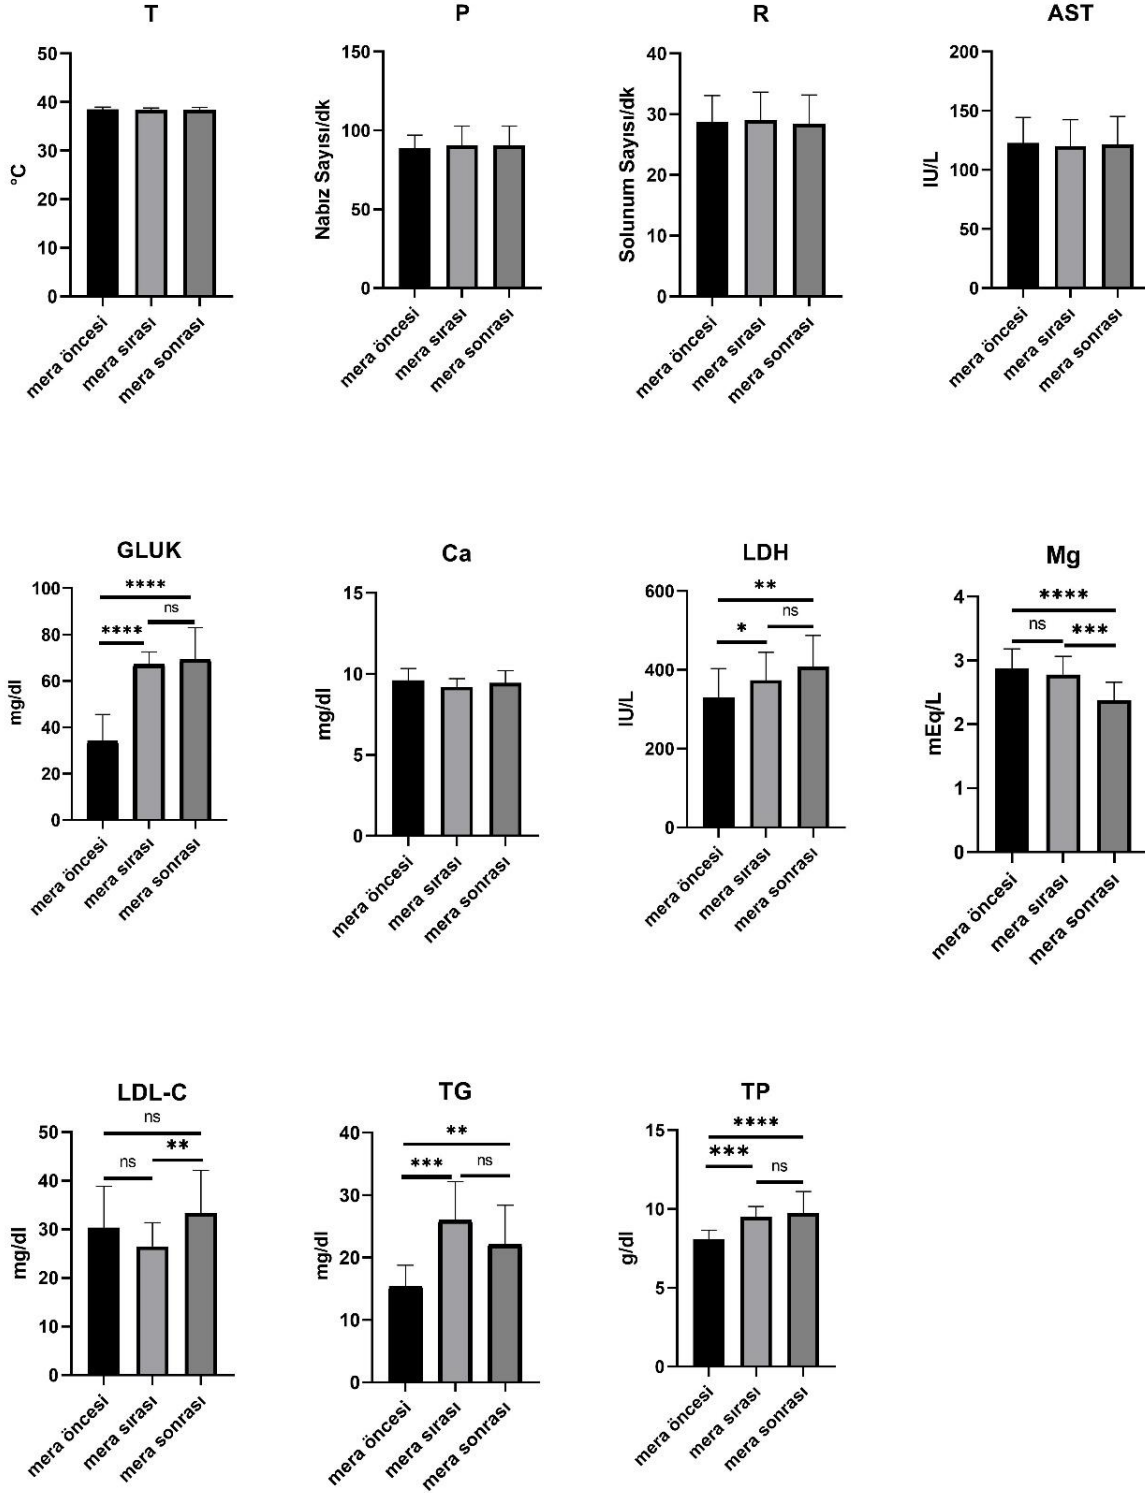 T
50
40
30
20
10
0
°C
mera öncesi
mera sırası
mera sonrası
P
150
100
50
0
Nabız Sayısı/dk
mera öncesi
mera sırası
mera sonrası
R
40
30
20
10
0
Solunum Sayısı/dk
mera öncesi
mera sırası
mera sonrası
AST
200
150
100
50
0
IU/L
mera öncesi
mera sırası
mera sonrası
GLUK
100
80
60
40
20
0
mg/dl
****
ns
****
mera öncesi
mera sırası
mera sonrası
Ca
15
10
5
0
mg/dl
mera öncesi
mera sırası
mera sonrası
LDH
600
400
200
0
IU/L
**
ns
*
mera öncesi
mera sırası
mera sonrası
Mg
4
3
2
1
0
mEq/L
****
ns
***
mera öncesi
mera sırası
mera sonrası
LDL-C
50
40
30
20
10
0
mg/dl
ns
**
ns
mera öncesi
mera sırası
mera sonrası
TG
40
30
20
10
0
mg/dl
**
***
ns
mera öncesi
mera sırası
mera sonrası
TP
15
10
5
0
g/dl
****
***
ns
mera öncesi
mera sırası
mera sonrası